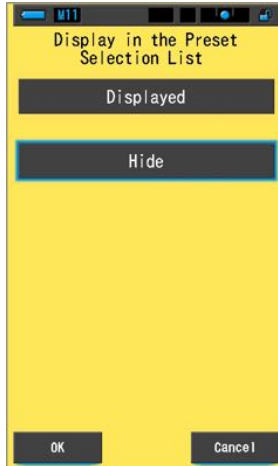 M11
Display in the Preset
Selection List
Displayed
Hide
OK
Cancel